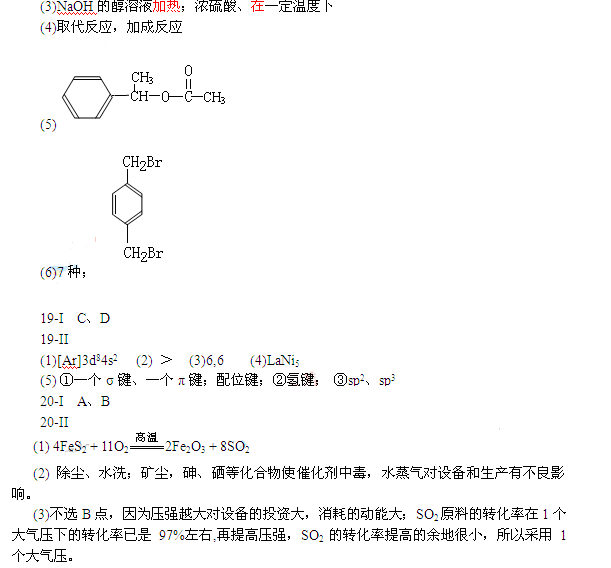 (3)NaOH 的醇溶液加热；浓硫酸、在一定温度下
(4)取代反应，加成反应
CH3 O
CH—O—C—CH3
(5)
CH2Br
CH2Br
(6)7 种；
19-I C、D
19-II
(1)[Ar]3d⁸4s² (2) ＞ (3)6,6 (4)LaNi₅
(5) ①一个 σ 键、一个 π 键；配位键；②氢键； ③sp²、sp³
20-I A、B
20-II
(1) 4FeS₂ + 11O₂ 高温 2Fe₂O₃ + 8SO₂
(2) 除尘、水洗；矿尘，砷、硒等化合物使催化剂中毒，水蒸气对设备和生产有不良影
响。
(3)不选 B 点，因为压强越大对设备的投资大，消耗的动能大；SO₂原料的转化率在 1 个
大气压下的转化率已是 97%左右,再提高压强，SO₂ 的转化率提高的余地很小，所以采用 1
个大气压。